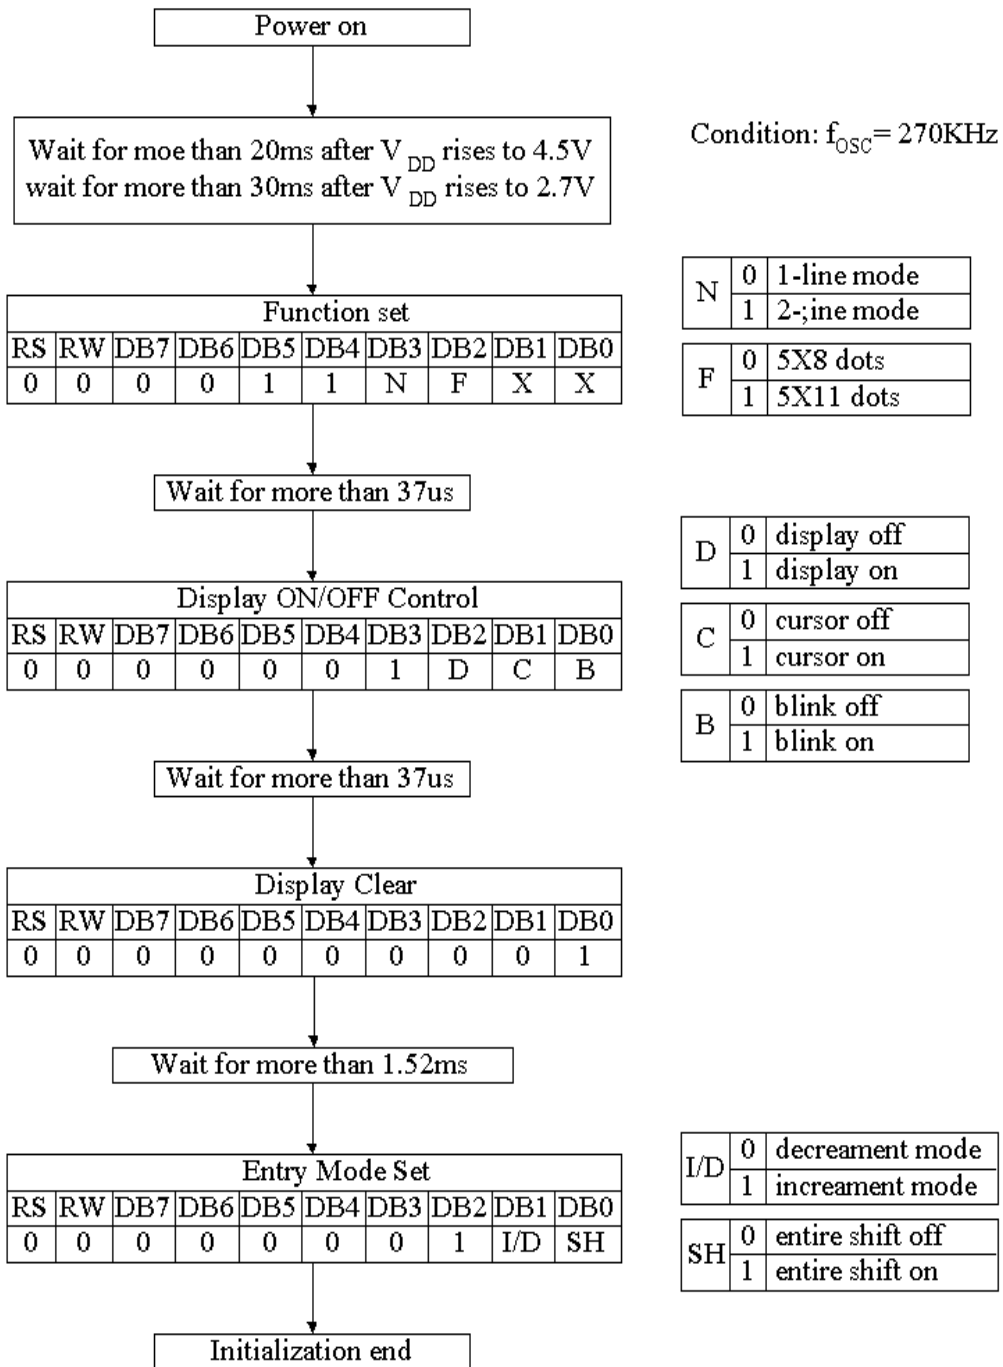 Power on
Wait for moe than 20ms after V DD rises to 4.5V
wait for more than 30ms after V DD rises to 2.7V
Condition: fOSC= 270KHz
Function set
RS RW DB7 DB6 DB5 DB4 DB3 DB2 DB1 DB0
0 0 0 0 1 1 N F X X
N 0 1-line mode
1 2-;ine mode
F 0 5X8 dots
1 5X11 dots
Wait for more than 37us
Display ON/OFF Control
RS RW DB7 DB6 DB5 DB4 DB3 DB2 DB1 DB0
0 0 0 0 0 0 1 D C B
D 0 display off
1 display on
C 0 cursor off
1 cursor on
B 0 blink off
1 blink on
Wait for more than 37us
Display Clear
RS RW DB7 DB6 DB5 DB4 DB3 DB2 DB1 DB0
0 0 0 0 0 0 0 0 0 1
Wait for more than 1.52ms
Entry Mode Set
RS RW DB7 DB6 DB5 DB4 DB3 DB2 DB1 DB0
0 0 0 0 0 0 0 1 I/D SH
I/D 0 decreament mode
1 increament mode
SH 0 entire shift off
1 entire shift on
Initialization end